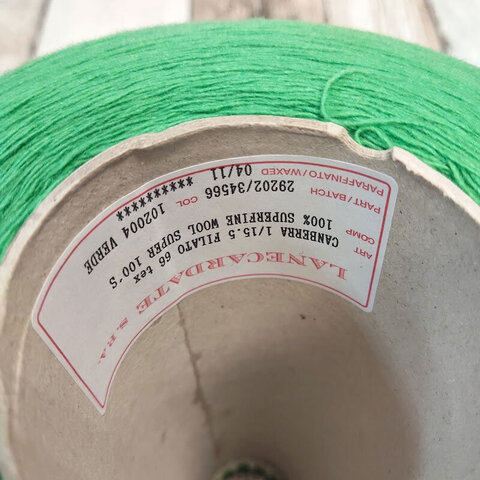 LANECARDATE S.P.A.
ART CANBERRA 1/15.5 FILATO 66 tex
COMP 100% SUPERFINE WOOL SUPER 100'S
PART/BATCH 29202/34566 COL 102004 VERDE
PARAFFINATO/WAXED 04/11 ********** *****